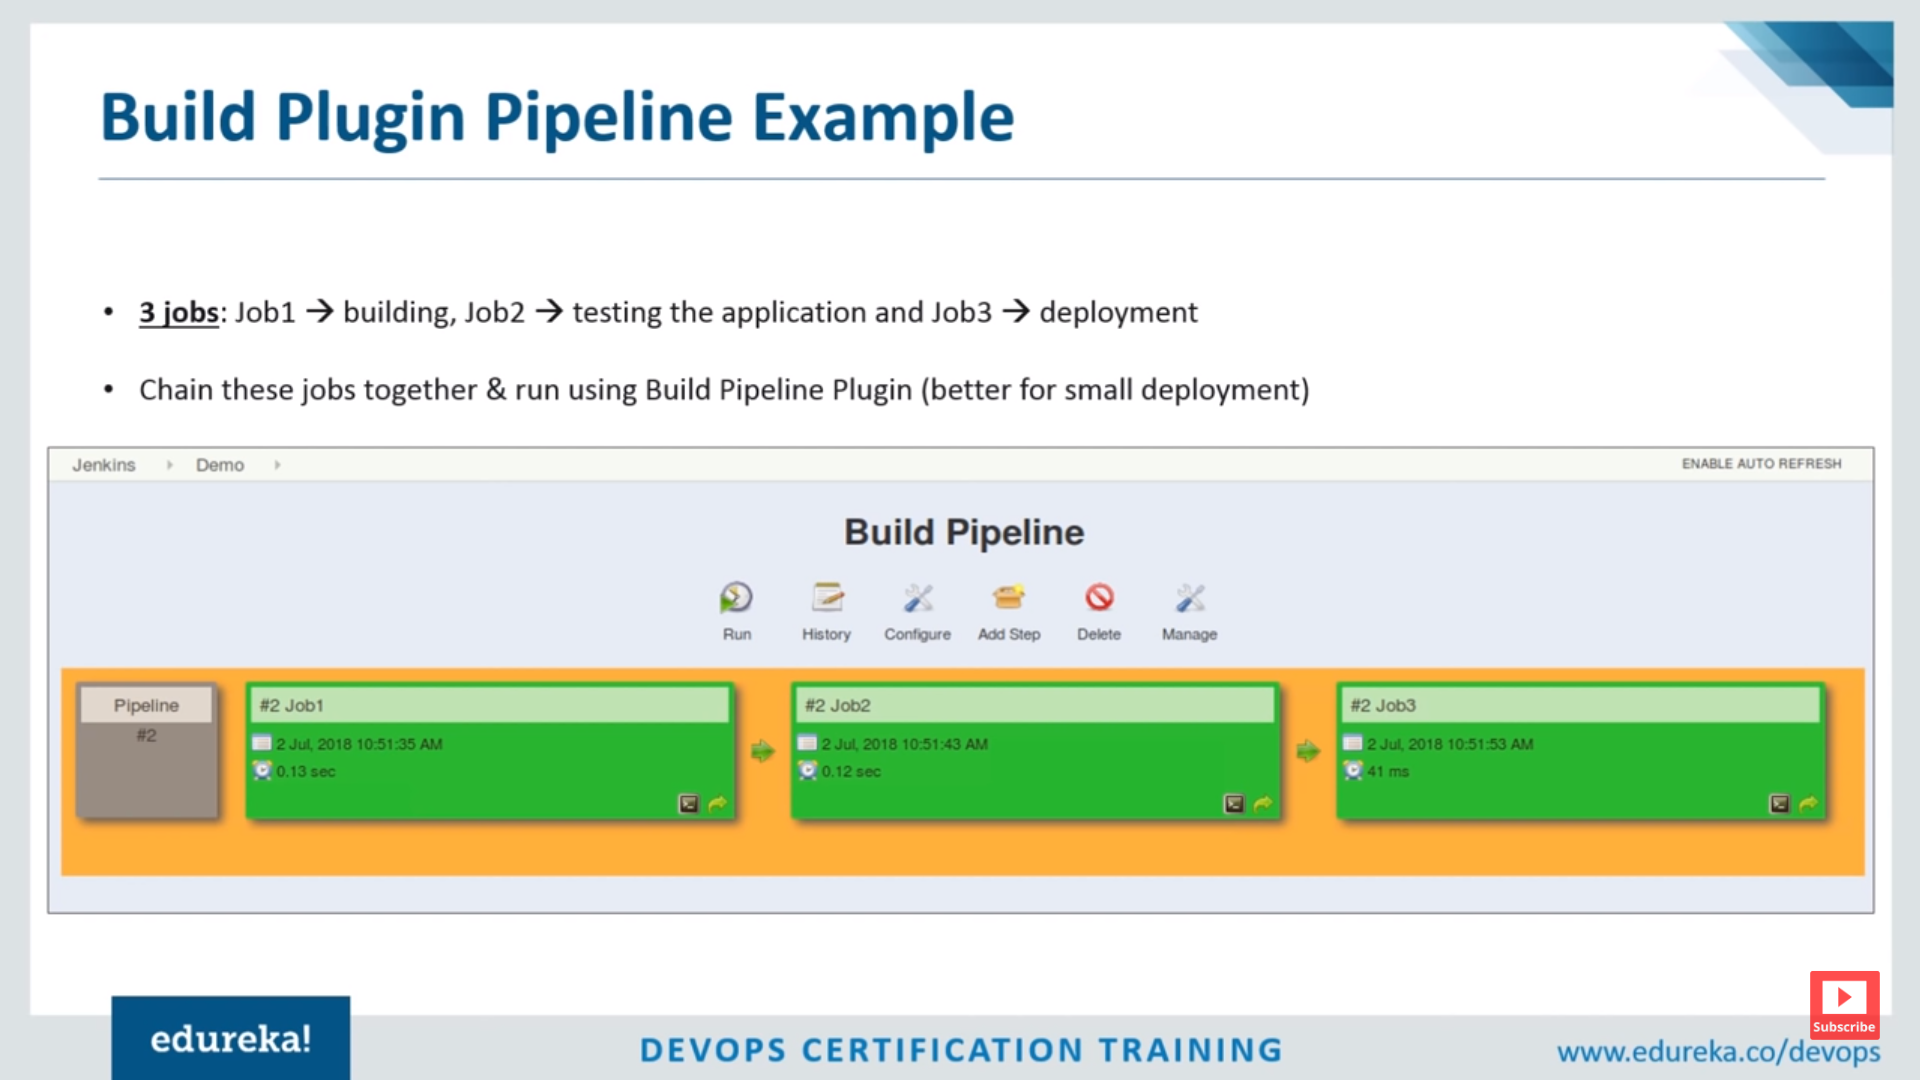 Build Plugin Pipeline Example
• 3 jobs: Job1 → building, Job2 → testing the application and Job3 → deployment
• Chain these jobs together & run using Build Pipeline Plugin (better for small deployment)
Jenkins Demo ENABLE AUTO REFRESH
Build Pipeline
Run History Configure Add Step Delete Manage
Pipeline #2 Job1 #2 Job2 #2 Job3
#2 2 Jul, 2018 10:51:35 AM 2 Jul, 2018 10:51:43 AM 2 Jul, 2018 10:51:53 AM
0.13 sec 0.12 sec 41 ms
Subscribe
edureka! DEVOPS CERTIFICATION TRAINING www.edureka.co/devops